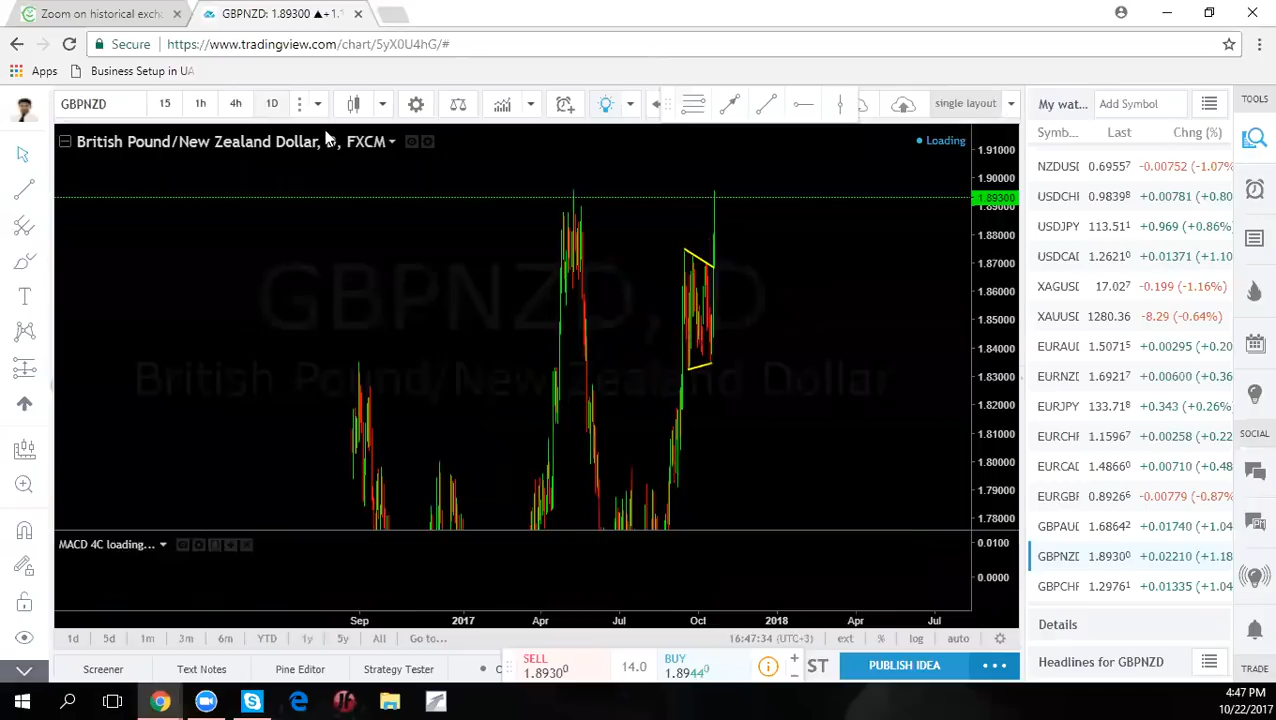 Zoom on historical exch
GBPNZD: 1.89300 ▲+1.1
Secure
https://www.tradingview.com/chart/5yX0U4hG/#
Apps
Business Setup in UA
GBPNZD
15
1h
4h
1D
single layout
My wat
Add Symbol
TOOLS
British Pound/New Zealand Dollar, FXCM
Loading
Symb...
Last
Chng (%)
NZDUSD 0.69557 -0.00752 (-1.07%
USDCHI 0.98398 +0.00781 (+0.80
USDJPY 113.511 +0.969 (+0.86%
USDCAD 1.26210 +0.01371 (+1.10
XAGUSD 17.027 -0.199 (-1.16%)
XAUUSD 1280.36 -8.29 (-0.64%)
EURAUD 1.50715 +0.00295 (+0.20
EURNZD 1.69217 +0.00600 (+0.36
EURJPY 133.718 +0.343 (+0.26%
EURCHF 1.15967 +0.00258 (+0.22
EURCAD 1.48660 +0.00710 (+0.48
EURGBP 0.89266 -0.00779 (-0.87%
GBPAUD 1.68642 +0.01740 (+1.04
GBPNZD 1.89300 +0.02210 (+1.18
GBPCHF 1.29761 +0.01335 (+1.04
SOCIAL
GBPNZD, D
British Pound/New Zealand Dollar
1.91000
1.90000
1.89300
1.89000
1.88000
1.87000
1.86000
1.85000
1.84000
1.83000
1.82000
1.81000
1.80000
1.79000
1.78000
MACD 4C loading...
0.0100
0.0000
Sep 2017 Apr Jul Oct 2018 Apr Jul
1d 5d 1m 3m 6m YTD 1y 5y All Go to...
16:47:34 (UTC+3)
ext % log auto
Details
Screener
Text Notes
Pine Editor
Strategy Tester
SELL
1.89300
14.0
BUY
1.89440
ST
PUBLISH IDEA
Headlines for GBPNZD
TRADE
4:47 PM
10/22/2017